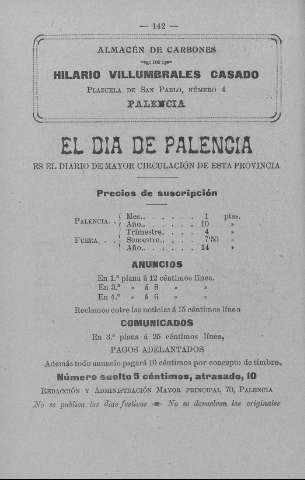 — 142 —
ALMACÉN DE CARBONES
HILARIO VILLUMBRALES CASADO
PLAZUELA DE SAN PABLO, NÚMERO 4
PALENCIA
EL DIA DE PALENCIA
ES EL DIARIO DE MAYOR CIRCULACIÓN DE ESTA PROVINCIA
Precios de suscripción
PALENCIA. . { Mes. . . . . . . 1 ptas.
Año. . . . . . . 10 »
FUERA. . { Trimestre. . . . 4 »
Semestre. . . . 7'50 »
Año. . . . . . . 14 »
ANUNCIOS
En 1.ª plana á 12 céntimos línea.
En 3.ª » á 8 » »
En 4.ª » á 6 » »
Reclamos entre las noticias á 15 céntimos línea
COMUNICADOS
En 3.ª plana á 25 céntimos línea.
PAGOS ADELANTADOS
Además todo anuncio pagará 10 céntimos por concepto de timbre.
Número suelto 5 céntimos, atrasado, 10
REDACCIÓN Y ADMINISTRACIÓN MAYOR PRINCIPAL 70, PALENCIA
No se publica los días festivos No se devuelven los originales